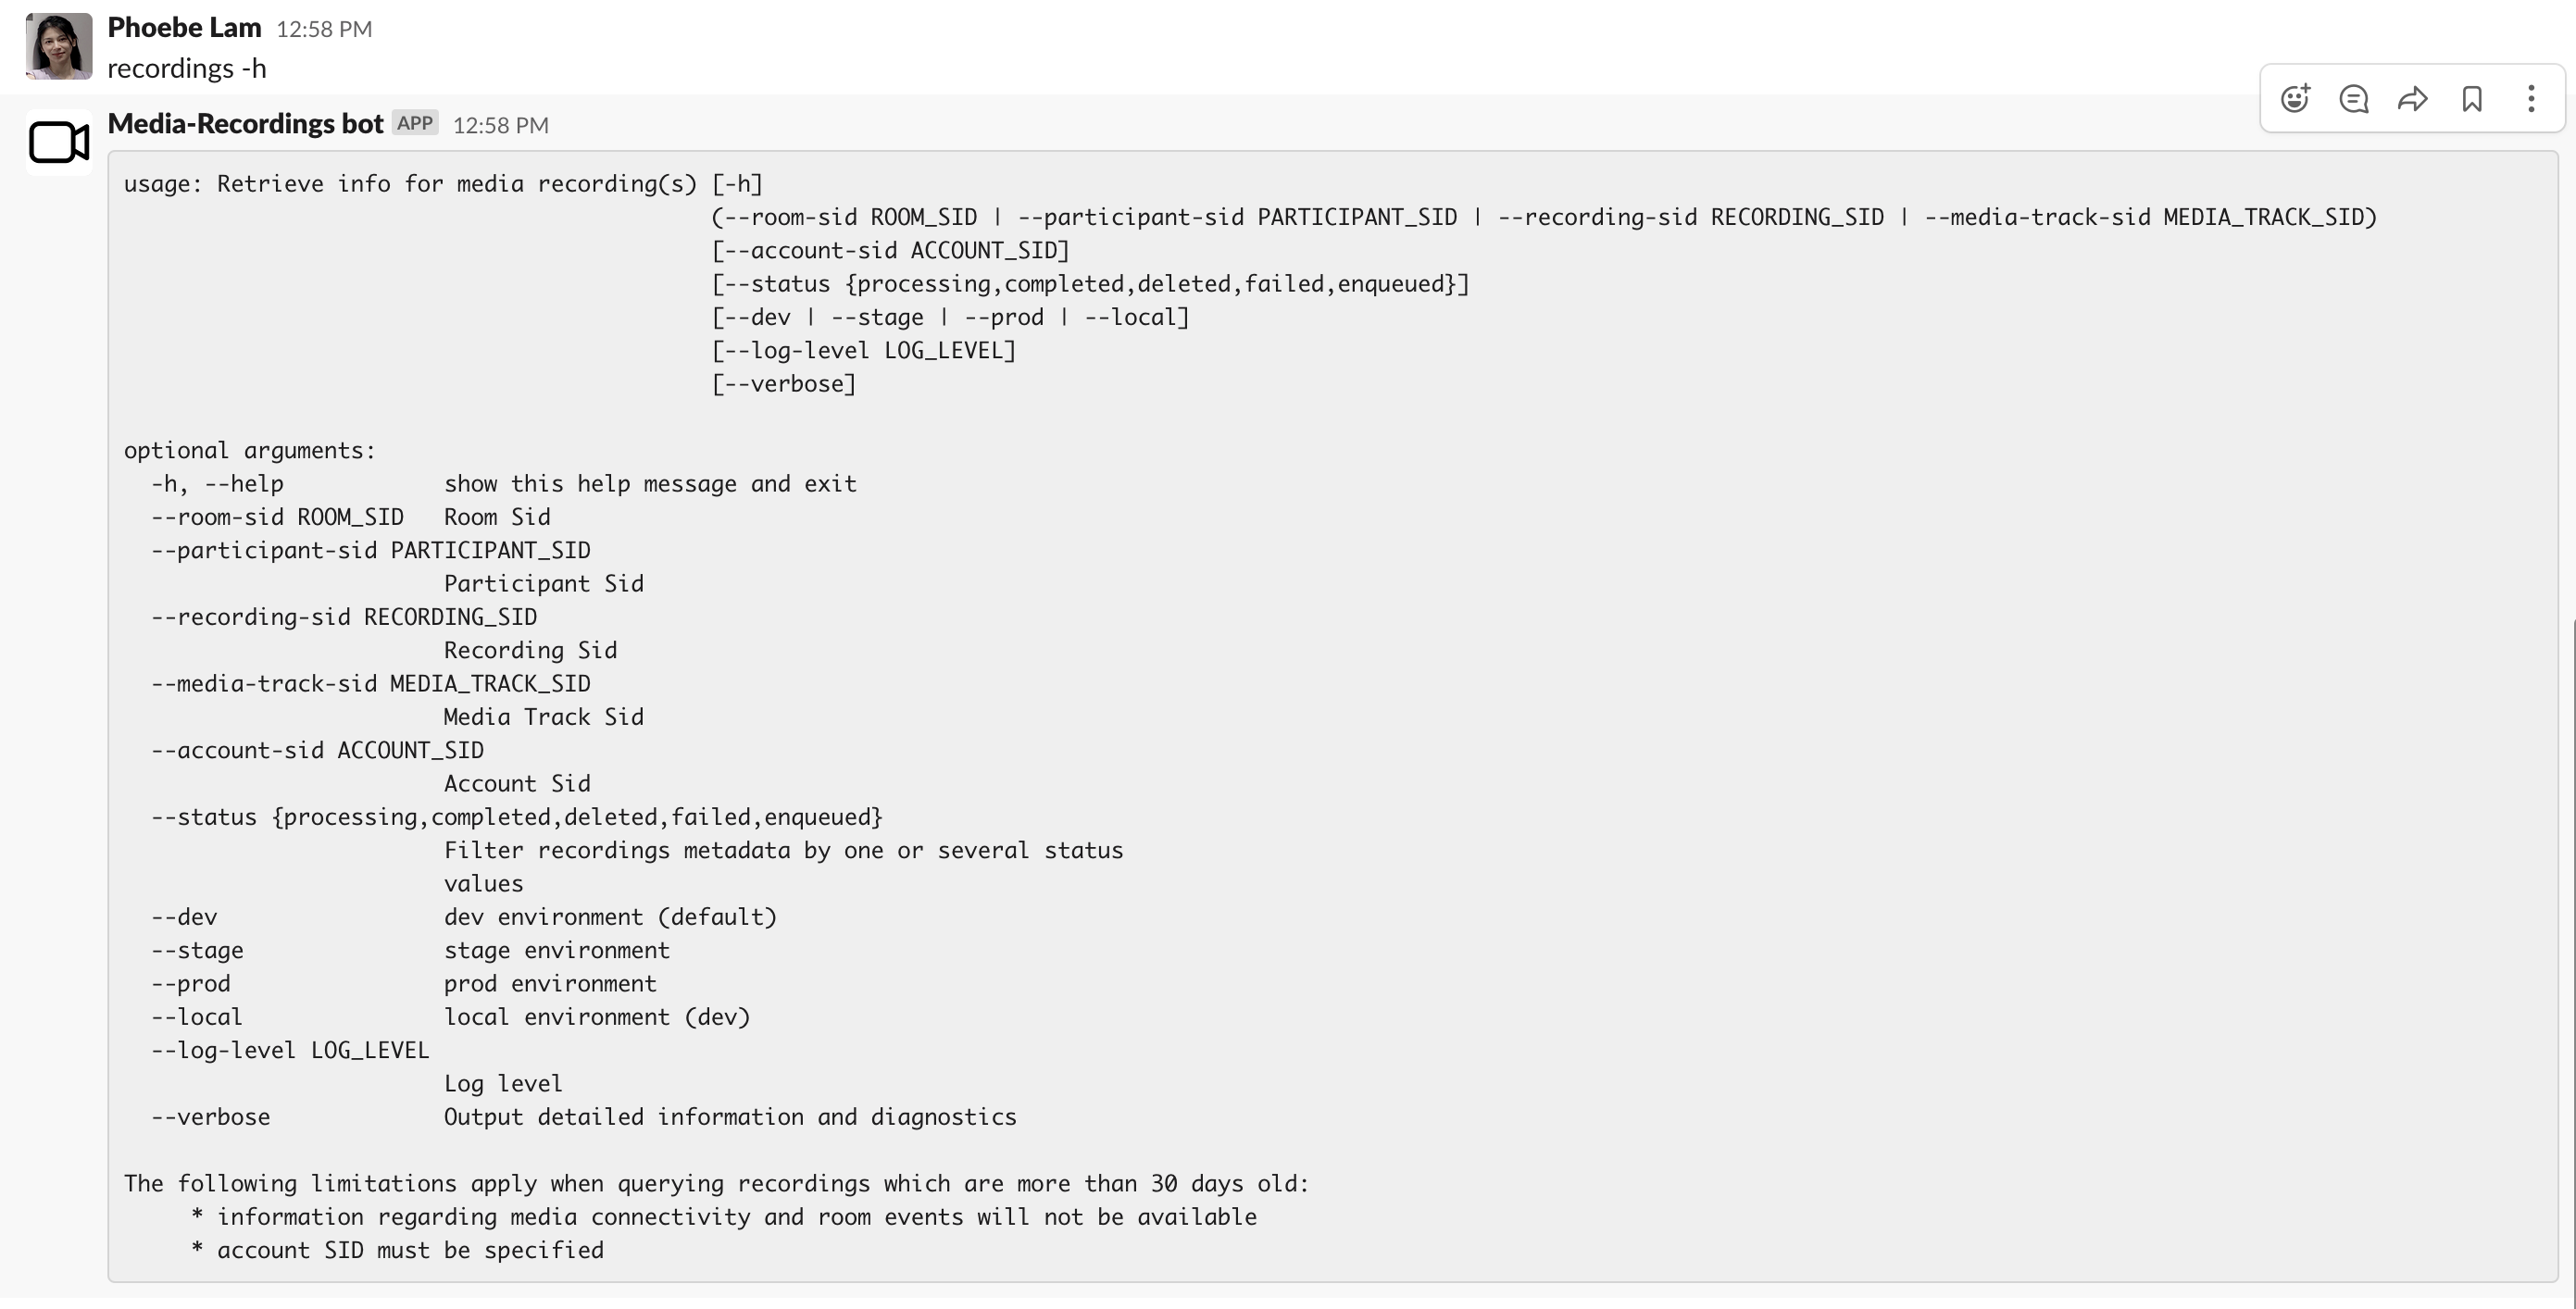 Phoebe Lam 12:58 PM
recordings -h
Media-Recordings bot APP 12:58 PM
usage: Retrieve info for media recording(s) [-h]
                                            (--room-sid ROOM_SID | --participant-sid PARTICIPANT_SID | --recording-sid RECORDING_SID | --media-track-sid MEDIA_TRACK_SID)
                                            [--account-sid ACCOUNT_SID]
                                            [--status {processing,completed,deleted,failed,enqueued}]
                                            [--dev | --stage | --prod | --local]
                                            [--log-level LOG_LEVEL]
                                            [--verbose]

optional arguments:
  -h, --help            show this help message and exit
  --room-sid ROOM_SID   Room Sid
  --participant-sid PARTICIPANT_SID
                        Participant Sid
  --recording-sid RECORDING_SID
                        Recording Sid
  --media-track-sid MEDIA_TRACK_SID
                        Media Track Sid
  --account-sid ACCOUNT_SID
                        Account Sid
  --status {processing,completed,deleted,failed,enqueued}
                        Filter recordings metadata by one or several status
                        values
  --dev                 dev environment (default)
  --stage               stage environment
  --prod                prod environment
  --local               local environment (dev)
  --log-level LOG_LEVEL
                        Log level
  --verbose             Output detailed information and diagnostics

The following limitations apply when querying recordings which are more than 30 days old:
     * information regarding media connectivity and room events will not be available
     * account SID must be specified